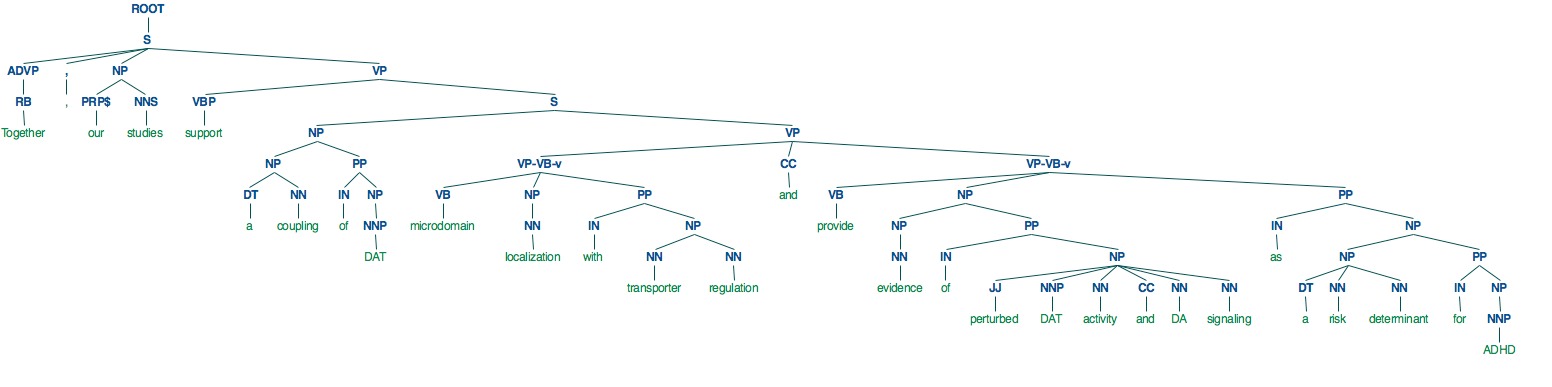 ROOT
S
ADVP , NP VP
RB , PRP$ NNS VBP S
Together our studies support NP VP
NP PP VP-VB-v CC VP-VB-v
DT NN IN NP VB NP PP and VB NP PP
a coupling of NNP microdomain NN IN NP provide NP PP IN NP
DAT localization with NN NN NN IN NP as NP PP
transporter regulation evidence of JJ NNP NN CC NN NN DT NN NN IN NP
perturbed DAT activity and DA signaling a risk determinant for NNP
ADHD